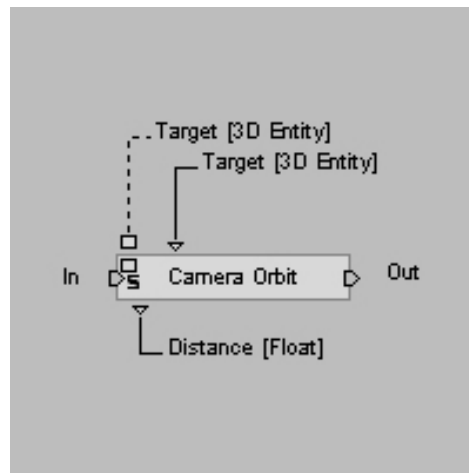 Target [3D Entity]
Target [3D Entity]
In
S
Camera Orbit
Out
Distance [Float]